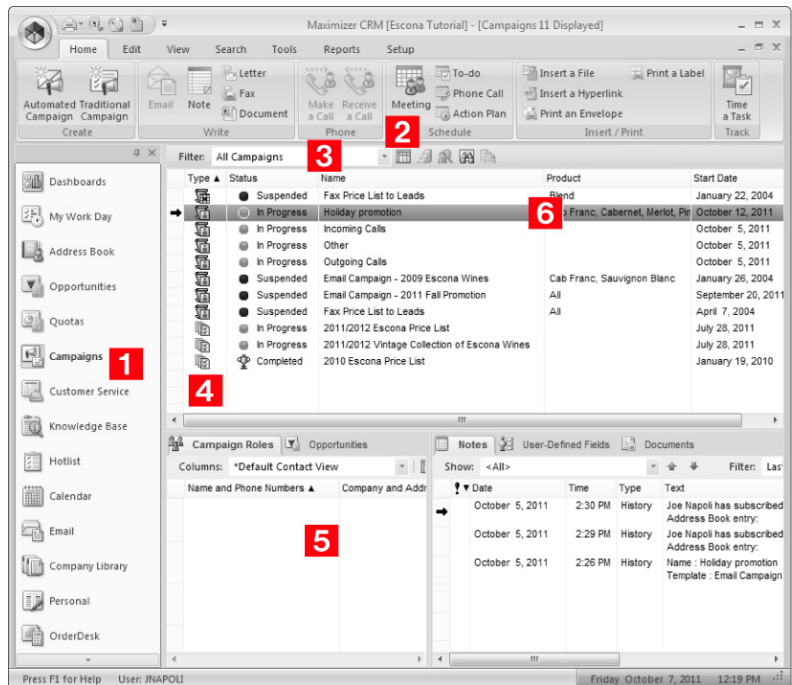 Maximizer CRM [Escona Tutorial] - [Campaigns 11 Displayed]
Home Edit View Search Tools Reports Setup
Automated Campaign
Traditional Campaign
Create
Email
Note
Letter
Fax
Document
Write
Make a Call
Receive a Call
Phone
Meeting
To-do
Phone Call
Action Plan
Schedule
Insert a File
Insert a Hyperlink
Print an Envelope
Print a Label
Insert / Print
Time a Task
Track
2
Filter: All Campaigns
3
Dashboards
My Work Day
Address Book
Opportunities
Quotas
Campaigns
1
Customer Service
Knowledge Base
Hotlist
Calendar
Email
Company Library
Personal
OrderDesk
Type Status Name Product Start Date
Suspended Fax Price List to Leads Blend January 22, 2004
In Progress Holiday promotion 6 Franc, Cabernet, Merlot, Pin October 12, 2011
In Progress Incoming Calls October 5, 2011
In Progress Other October 5, 2011
In Progress Outgoing Calls October 5, 2011
Suspended Email Campaign - 2009 Escona Wines Cab Franc, Sauvignon Blanc January 26, 2004
Suspended Email Campaign - 2011 Fall Promotion All September 20, 2011
Suspended Fax Price List to Leads All April 7, 2004
In Progress 2011/2012 Escona Price List July 28, 2011
In Progress 2011/2012 Vintage Collection of Escona Wines July 28, 2011
Completed 2010 Escona Price List January 19, 2010
4
Campaign Roles Opportunities
Columns: *Default Contact View
Name and Phone Numbers Company and Addr
5
Notes User-Defined Fields Documents
Show: <All> Filter: Las
! Date Time Type Text
October 5, 2011 2:30 PM History Joe Napoli has subscribed
Address Book entry:
October 5, 2011 2:29 PM History Joe Napoli has subscribed
Address Book entry:
October 5, 2011 2:26 PM History Name : Holiday promotion
Template : Email Campaign
Press F1 for Help User: JNAPOLI Friday October 7, 2011 12:19 PM